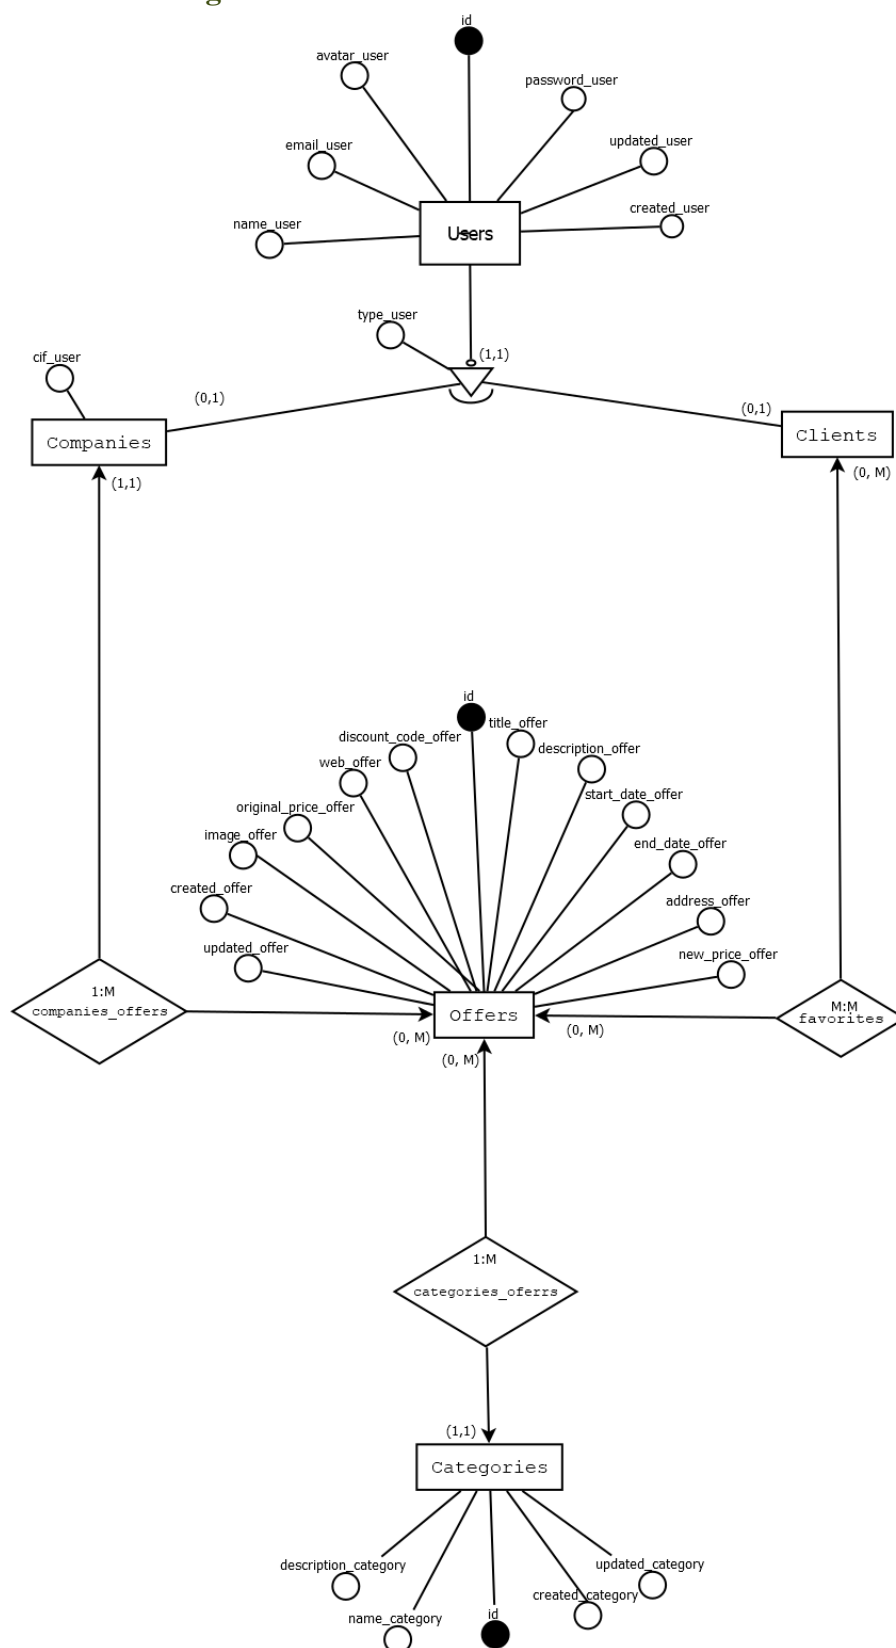 id
avatar_user
password_user
email_user
updated_user
name_user
created_user
Users
type_user
(1,1)
cif_user
(0,1)
(0,1)
Companies
Clients
(1,1)
(0, M)
id
title_offer
discount_code_offer
description_offer
web_offer
start_date_offer
original_price_offer
image_offer
end_date_offer
created_offer
address_offer
updated_offer
new_price_offer
1:M
companies_offers
Offers
M:M
favorites
(0, M)
(0, M)
(0, M)
1:M
categories_oferrs
(1,1)
Categories
description_category
updated_category
created_category
name_category
id